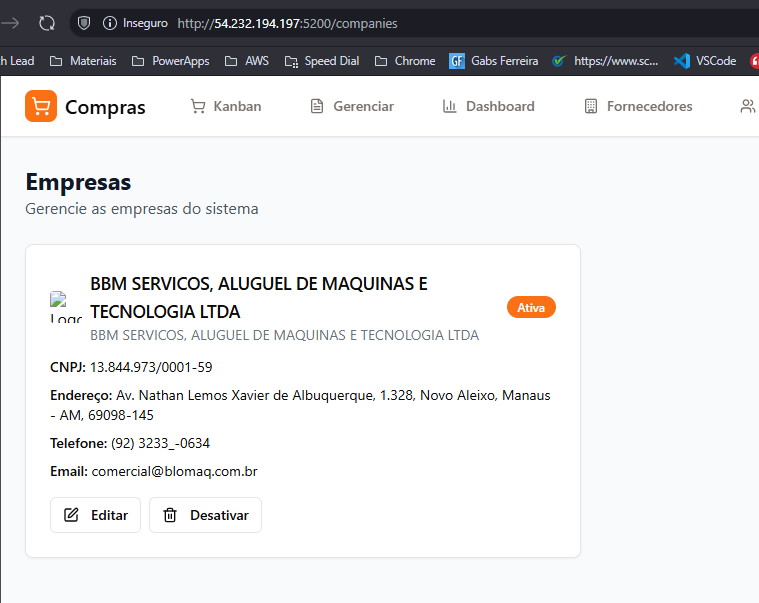 Inseguro http://54.232.194.197:5200/companies
h Lead Materiais PowerApps AWS Speed Dial Chrome GF Gabs Ferreira https://www.sc... VSCode
Compras Kanban Gerenciar Dashboard Fornecedores
Empresas
Gerencie as empresas do sistema
BBM SERVICOS, ALUGUEL DE MAQUINAS E
TECNOLOGIA LTDA
Ativa
BBM SERVICOS, ALUGUEL DE MAQUINAS E TECNOLOGIA LTDA
CNPJ: 13.844.973/0001-59
Endereço: Av. Nathan Lemos Xavier de Albuquerque, 1.328, Novo Aleixo, Manaus
- AM, 69098-145
Telefone: (92) 3233_-0634
Email: comercial@blomaq.com.br
Editar Desativar